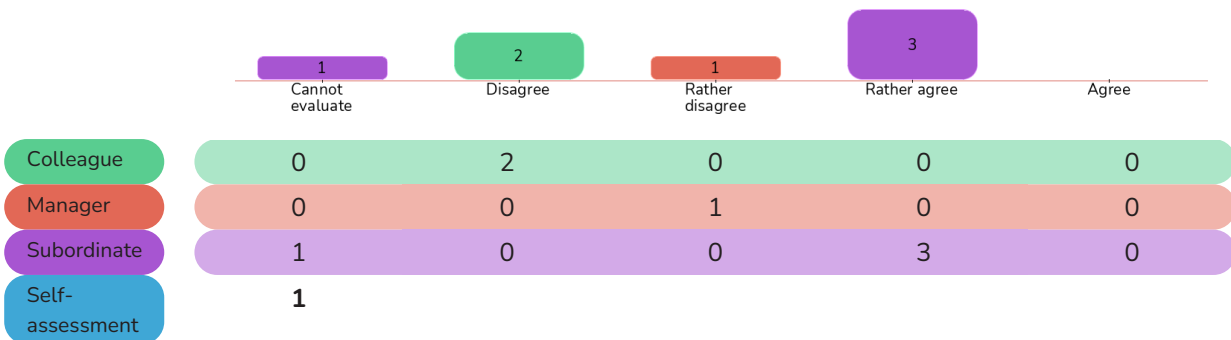 1
2
1
3
Cannot
evaluate
Disagree
Rather
disagree
Rather agree
Agree
Colleague 0 2 0 0 0
Manager 0 0 1 0 0
Subordinate 1 0 0 3 0
Self-
assessment
1